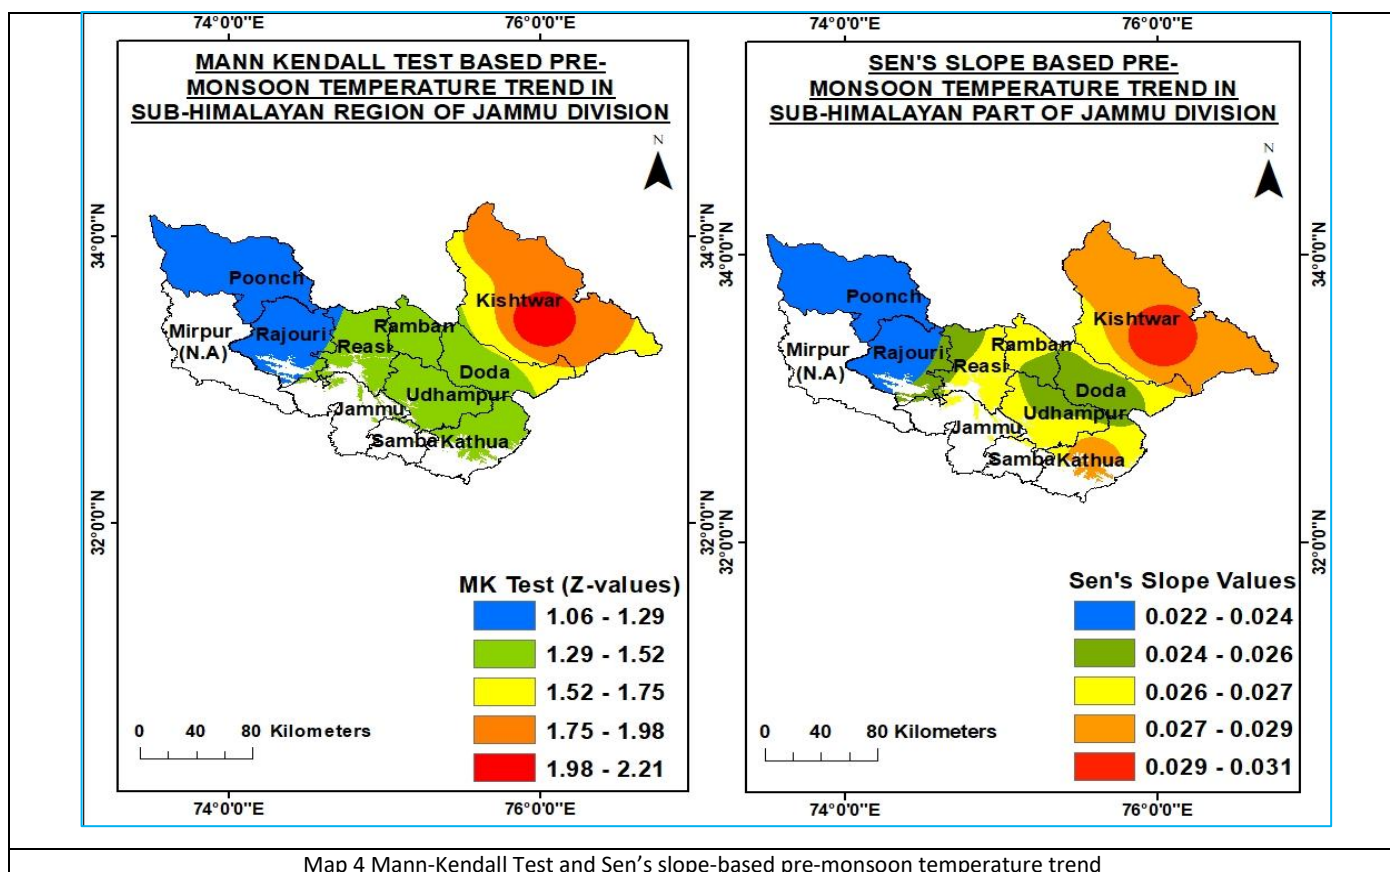 74°0'0"E
76°0'0"E
MANN KENDALL TEST BASED PRE-
MONSOON TEMPERATURE TREND IN
SUB-HIMALAYAN REGION OF JAMMU DIVISION
N
34°0'0"N
32°0'0"N
Poonch
Mirpur
(N.A)
Rajouri
Reasi
Ramban
Kishtwar
Doda
Udhampur
Jammu
Samba
Kathua
MK Test (Z-values)
1.06 - 1.29
1.29 - 1.52
1.52 - 1.75
1.75 - 1.98
1.98 - 2.21
0 40 80 Kilometers
34°0'0"N
32°0'0"N
74°0'0"E
76°0'0"E
74°0'0"E
76°0'0"E
SEN'S SLOPE BASED PRE-
MONSOON TEMPERATURE TREND IN
SUB-HIMALAYAN PART OF JAMMU DIVISION
N
34°0'0"N
32°0'0"N
Poonch
Mirpur
(N.A)
Rajouri
Reasi
Ramban
Kishtwar
Doda
Udhampur
Jammu
Samba
Kathua
Sen's Slope Values
0.022 - 0.024
0.024 - 0.026
0.026 - 0.027
0.027 - 0.029
0.029 - 0.031
0 40 80 Kilometers
34°0'0"N
32°0'0"N
74°0'0"E
76°0'0"E
Map 4 Mann-Kendall Test and Sen’s slope-based pre-monsoon temperature trend